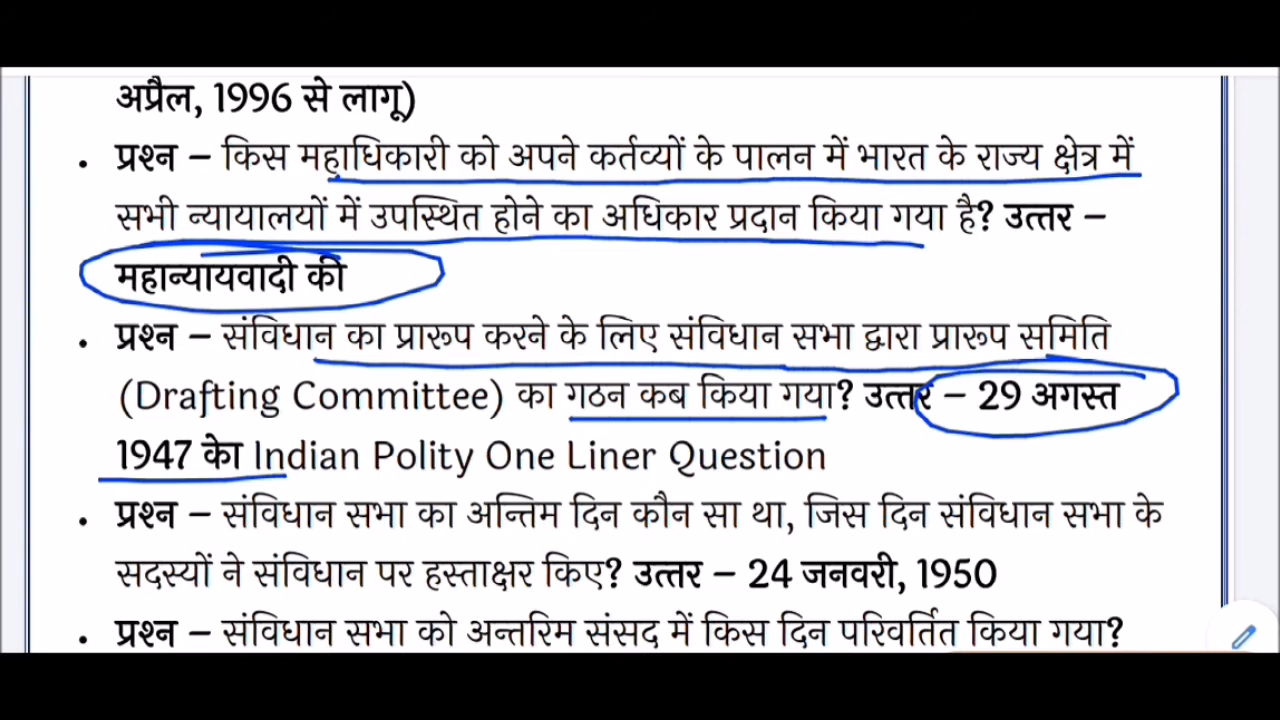 अप्रैल, 1996 से लागू)
• प्रश्न – किस महाधिकारी को अपने कर्तव्यों के पालन में भारत के राज्य क्षेत्र में
सभी न्यायालयों में उपस्थित होने का अधिकार प्रदान किया गया है? उत्तर –
महान्यायवादी की
• प्रश्न – संविधान का प्रारूप करने के लिए संविधान सभा द्वारा प्रारूप समिति
(Drafting Committee) का गठन कब किया गया? उत्तर – 29 अगस्त
1947 केा Indian Polity One Liner Question
• प्रश्न – संविधान सभा का अन्तिम दिन कौन सा था, जिस दिन संविधान सभा के
सदस्यों ने संविधान पर हस्ताक्षर किए? उत्तर – 24 जनवरी, 1950
• प्रश्न – संविधान सभा को अन्तरिम संसद में किस दिन परिवर्तित किया गया?